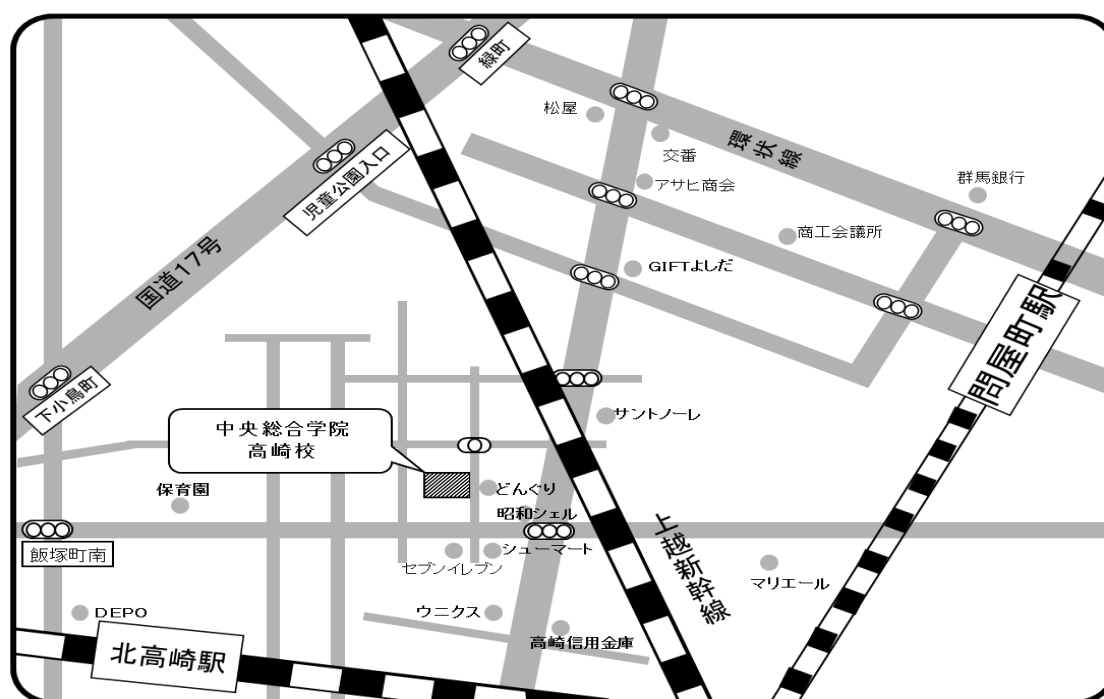 緑町
松屋
環状線
交番
児童公園入口
アサヒ商会
群馬銀行
商工会議所
国道17号
GIFTよしだ
問屋町駅
下小鳥町
サントノーレ
中央総合学院
高崎校
保育園
どんぐり
昭和シェル
飯塚町南
シューマート
セブンイレブン
上越新幹線
マリエール
DEPO
ウニクス
高崎信用金庫
北高崎駅